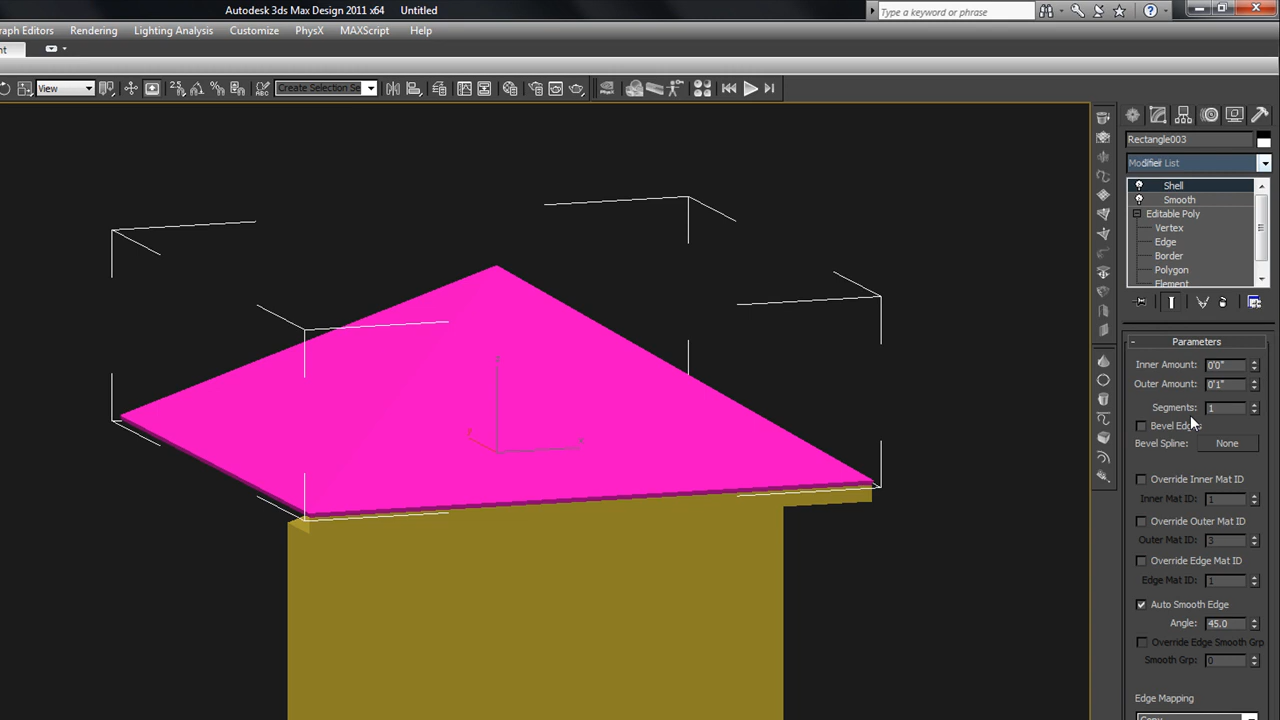 Autodesk 3ds Max Design 2011 x64 Untitled
Type a keyword or phrase
raph Editors Rendering Lighting Analysis Customize PhysX MAXScript Help
nt
View
Create Selection Se
Rectangle003
Modifier List
Shell
Smooth
Editable Poly
Vertex
Edge
Border
Polygon
Element
- Parameters
Inner Amount: 0'0"
Outer Amount: 0'1"
Segments: 1
Bevel Edges
Bevel Spline: None
Override Inner Mat ID
Inner Mat ID: 1
Override Outer Mat ID
Outer Mat ID: 3
Override Edge Mat ID
Edge Mat ID: 1
Auto Smooth Edge
Angle: 45.0
Override Edge Smooth Grp
Smooth Grp: 0
Edge Mapping
Copy